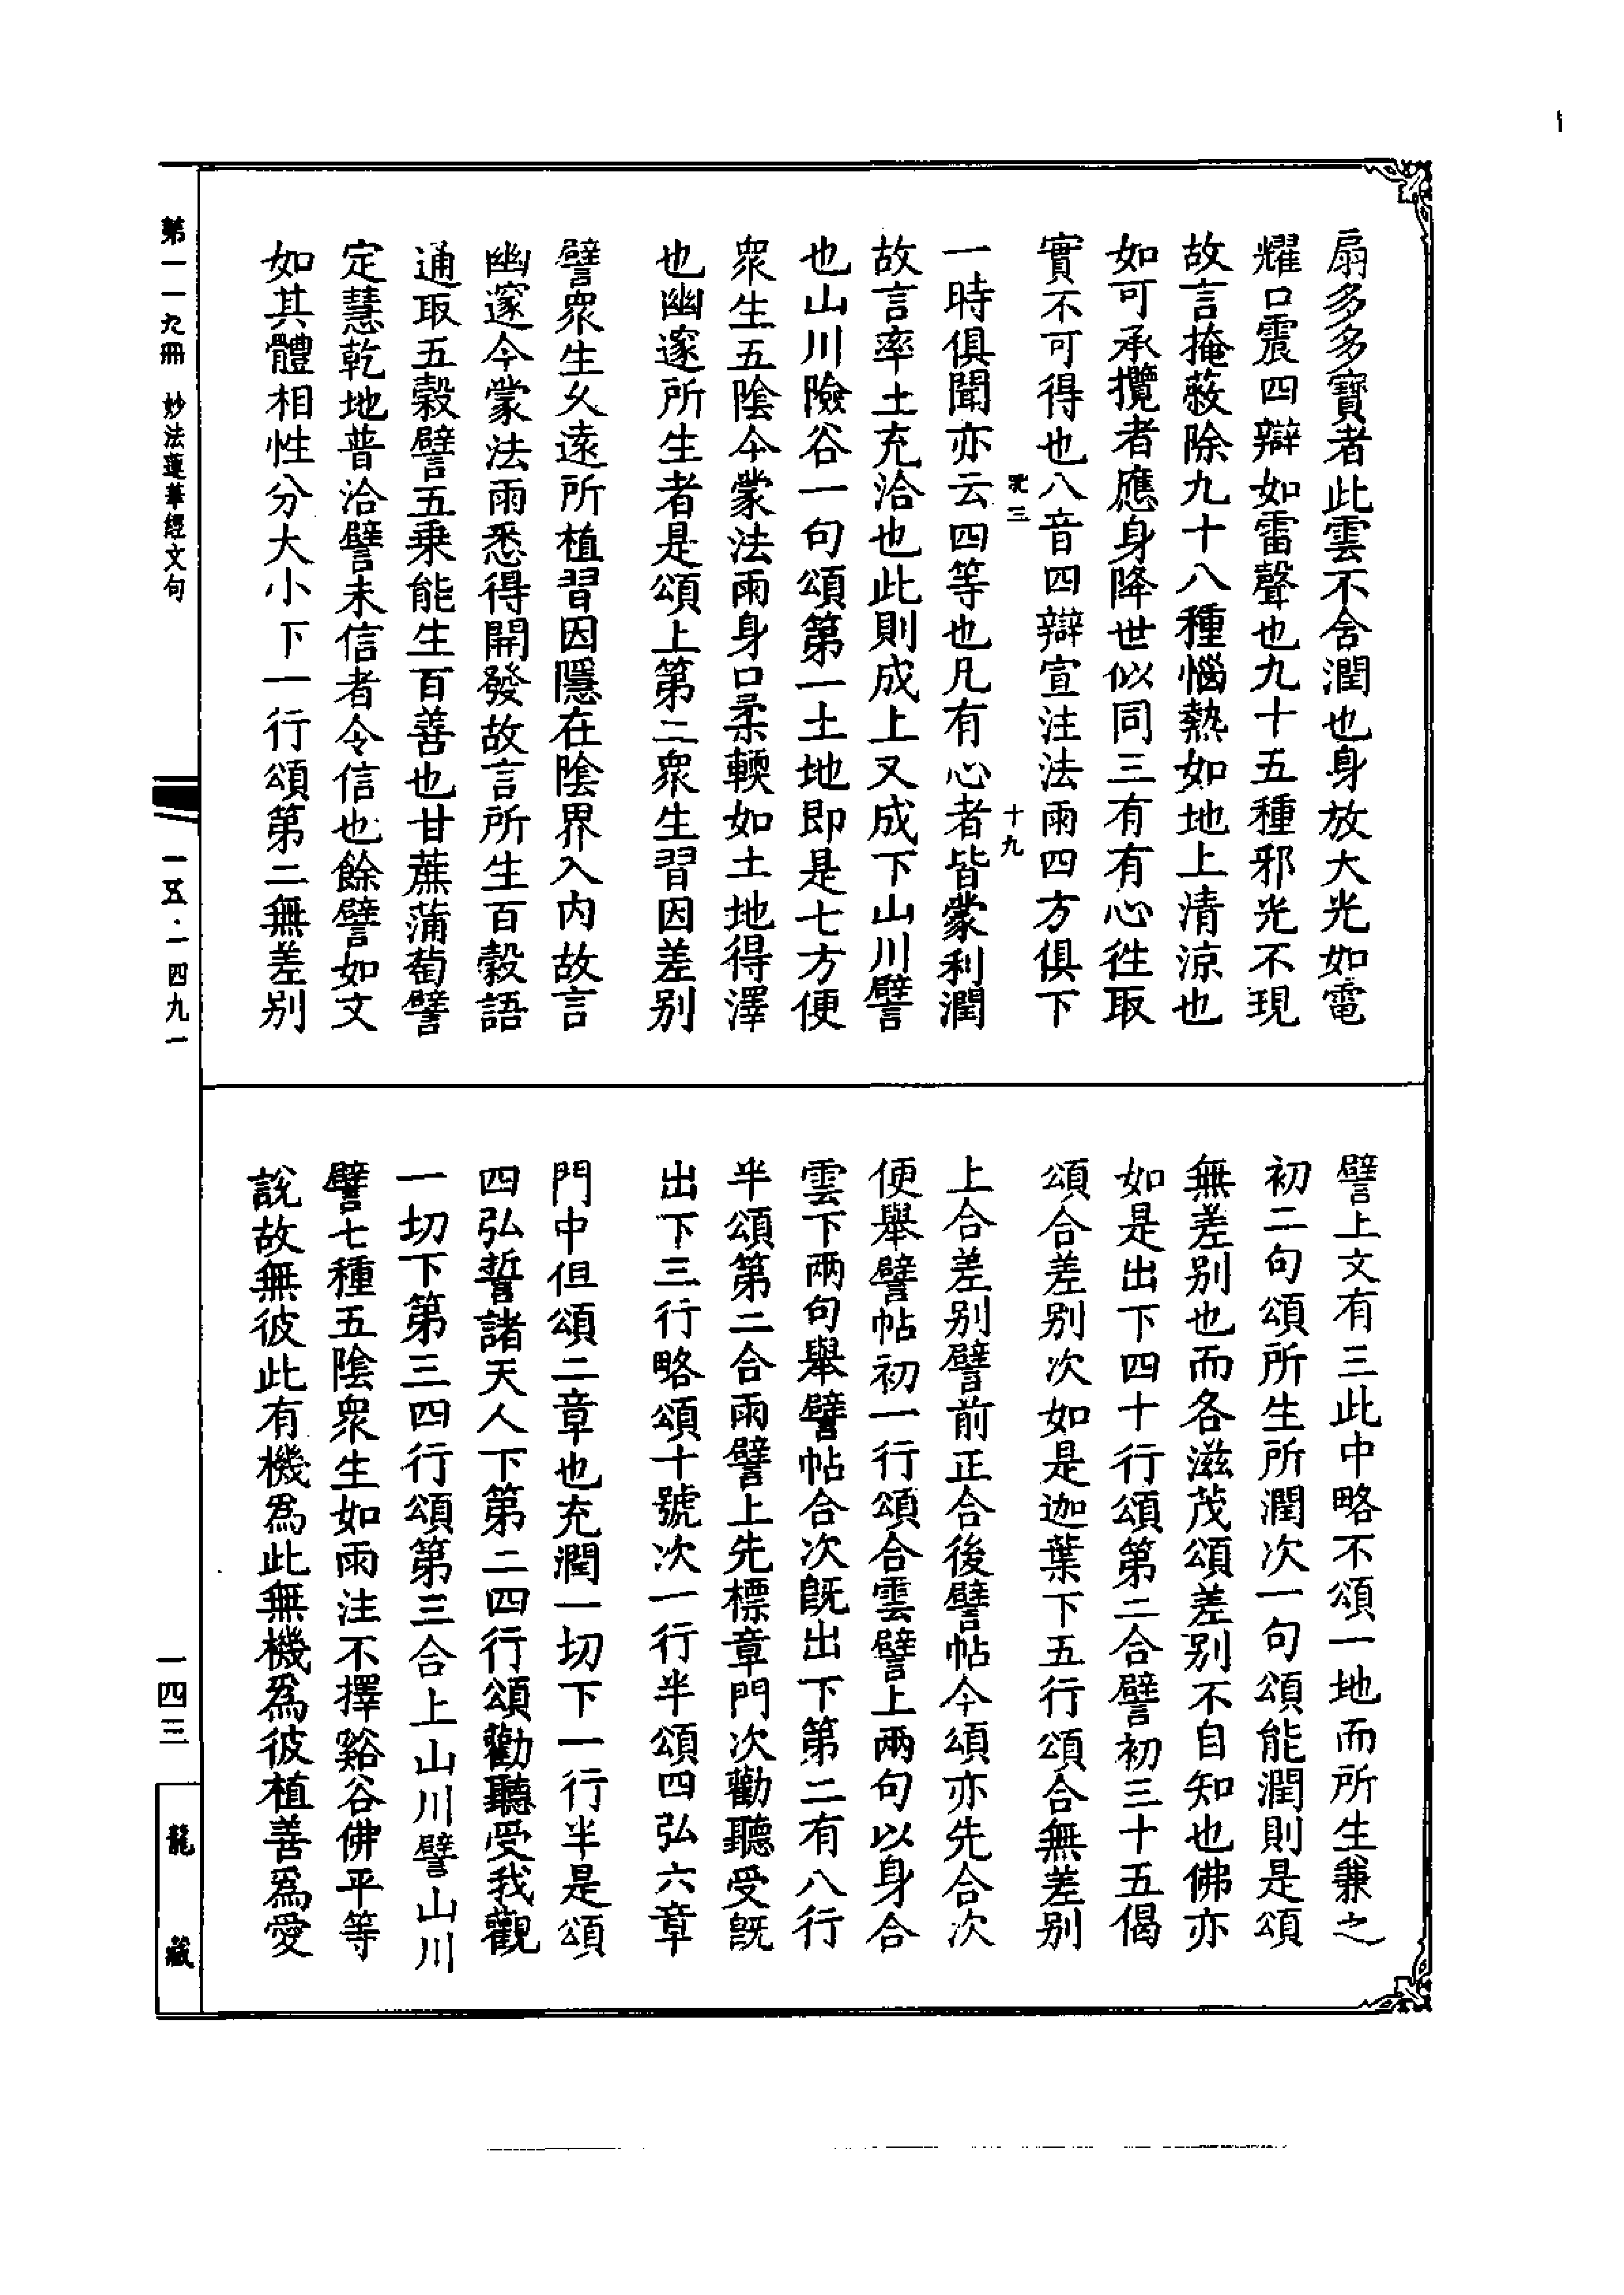 扇多多寶者此雲不含潤也身放大光如電
耀口震四辯如雷聲也九十五種邪光不現
故言掩蔽除九十八種惱熱如地上清涼也
如可承攬者應身降世似同三有有心徃取
實不可得也八音四辯宣注法雨四方俱下
十九
一時俱聞亦云四等也凡有心者皆蒙利潤
故言率土充洽也此則成上又成下山川譬
也山川險谷一句頌第一土地即是七方便
衆生五陰今蒙法雨身口柔輭如土地得澤
也幽邃所生者是頌上第二衆生習因差別
譬衆生久遠所植習因隱在陰界入內故言
幽邃今蒙法雨悉得開發故言所生百穀語
通取五穀譬五乗能生百善也甘蔗蒲萄譬
定慧乾地普洽譬未信者令信也餘譬如文
如其體相性分大小下一行頌第二無差別
譬上文有三此中略不頌一地而所生兼之
初二句頌所生所潤次一句頌能潤則是頌
無差別也而各滋茂頌差別不自知也佛亦
如是出下四十行頌第二合譬初三十五偈
頌合差別次如是迦葉下五行頌合無差別
上合差別譬前正合後譬帖今頌亦先合次
便舉譬帖初一行頌合雲譬上兩句以身合
雲下兩句舉譬帖合次旣出下第二有八行
半頌第二合雨譬上先標章門次勸聽受旣
出下三行略頌十號次一行半頌四弘六章
門中但頌二章也充潤一切下一行半是頌
四弘誓諸天人下第二四行頌勸聽受我觀
一切下第三四行頌第三合上山川譬山川
譬七種五陰衆生如雨注不擇谿谷佛平等
說故無彼此有機爲此無機爲彼植善爲愛
第一一九冊 妙法蓮華經文句
一五·一四九一
一四三
龍藏